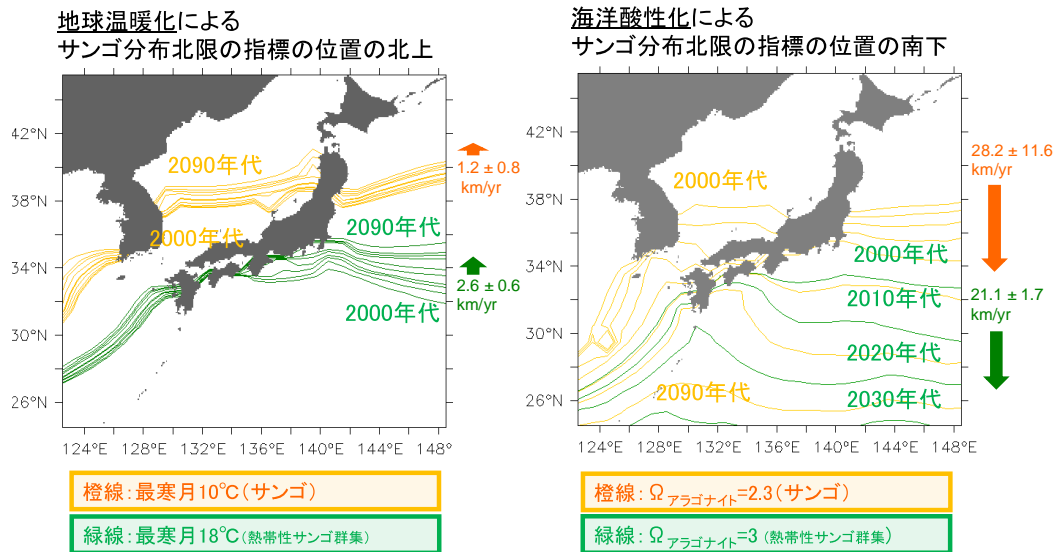 地球温暖化による
サンゴ分布北限の指標の位置の北上
42°N
38°N
34°N
30°N
26°N
124°E
128°E
132°E
136°E
140°E
144°E
148°E
2090年代
2000年代
2090年代
2000年代
1.2 ± 0.8
km/yr
2.6 ± 0.6
km/yr
橙線：最寒月10℃（サンゴ）
緑線：最寒月18℃（熱帯性サンゴ群集）
海洋酸性化による
サンゴ分布北限の指標の位置の南下
42°N
38°N
34°N
30°N
26°N
124°E
128°E
132°E
136°E
140°E
144°E
148°E
2000年代
2000年代
2010年代
2020年代
2090年代
2030年代
28.2 ± 11.6
km/yr
21.1 ± 1.7
km/yr
橙線：Ωアラゴナイト=2.3（サンゴ）
緑線：Ωアラゴナイト=3（熱帯性サンゴ群集）